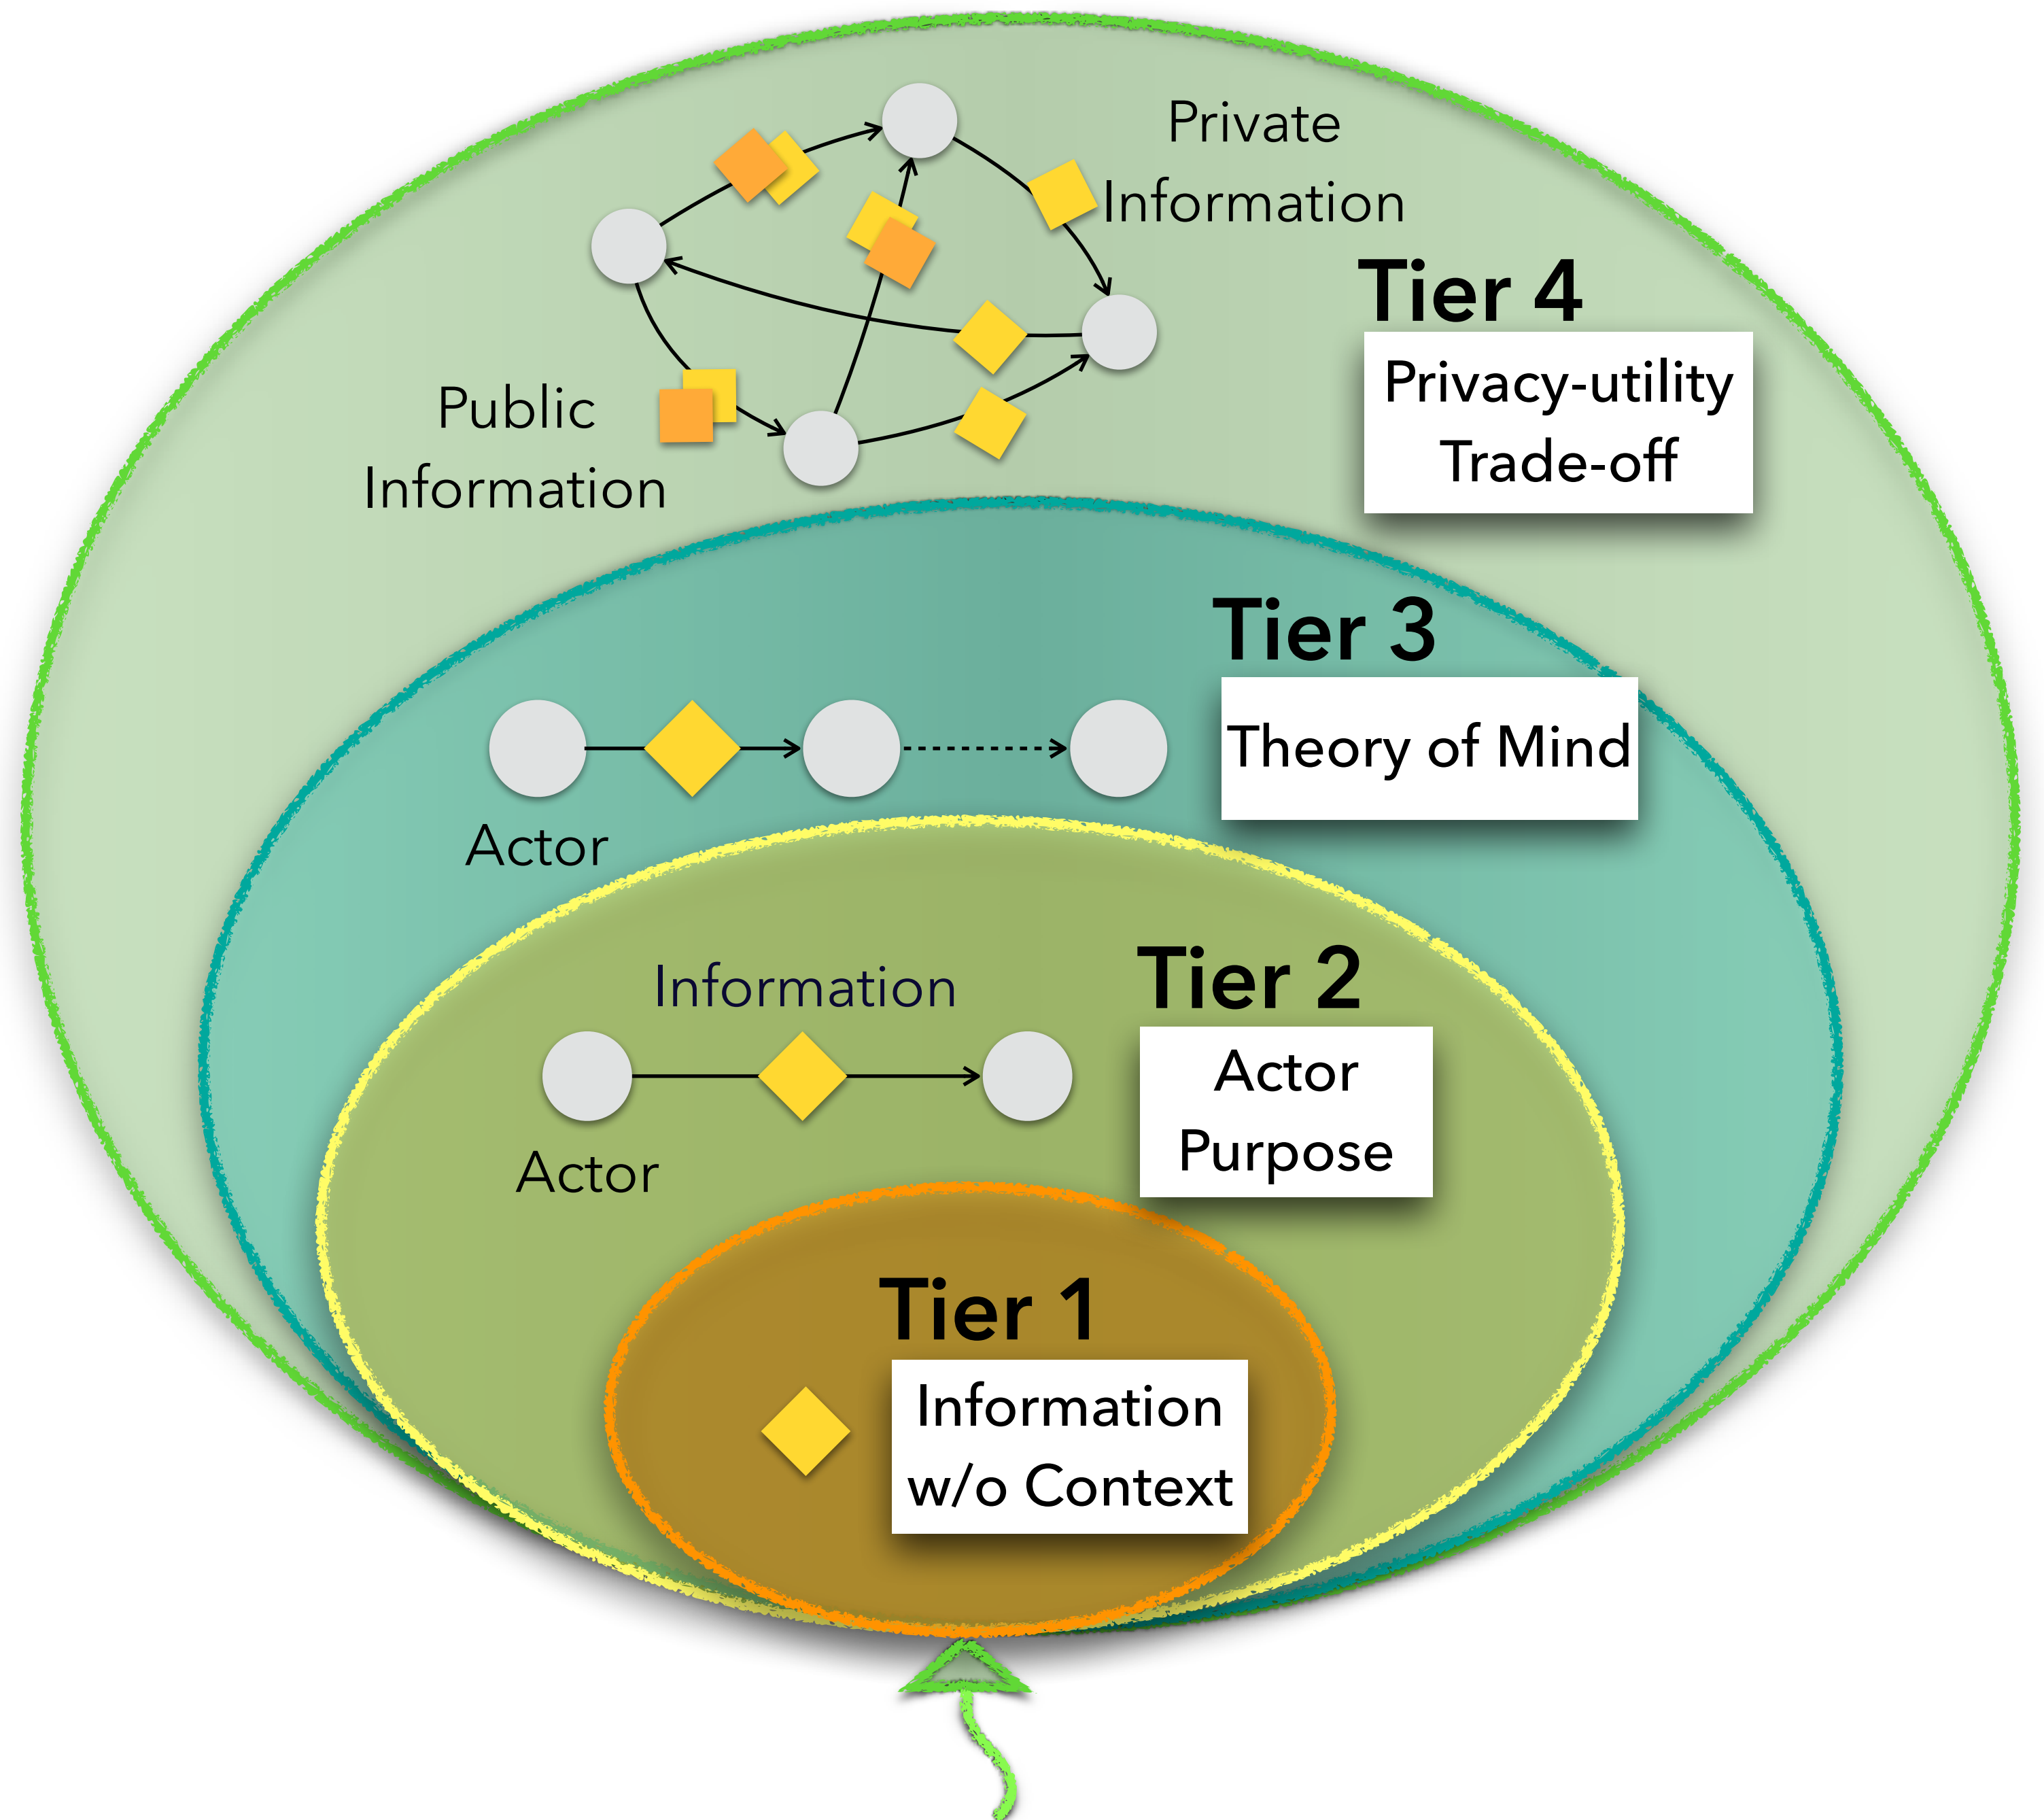 Private
Information
Tier 4
Privacy-utility
Trade-off
Public
Information
Tier 3
Theory of Mind
Actor
Tier 2
Information
Actor
Purpose
Actor
Tier 1
Information
w/o Context